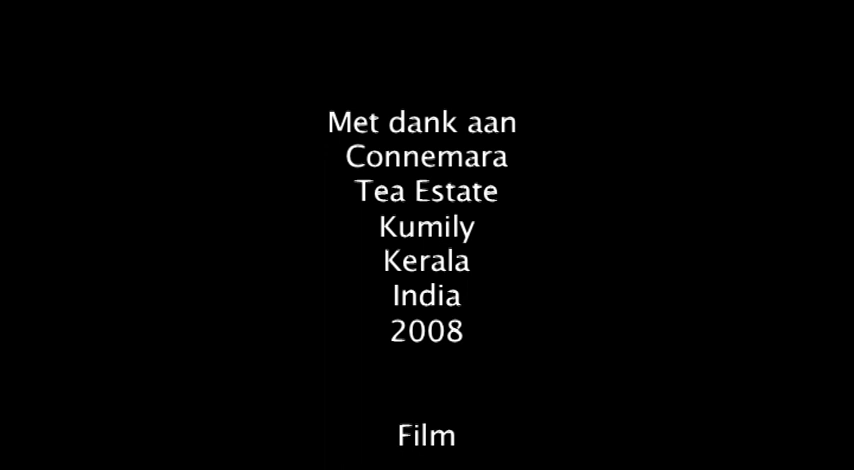 Met dank aan
Connemara
Tea Estate
Kumily
Kerala
India
2008
Film